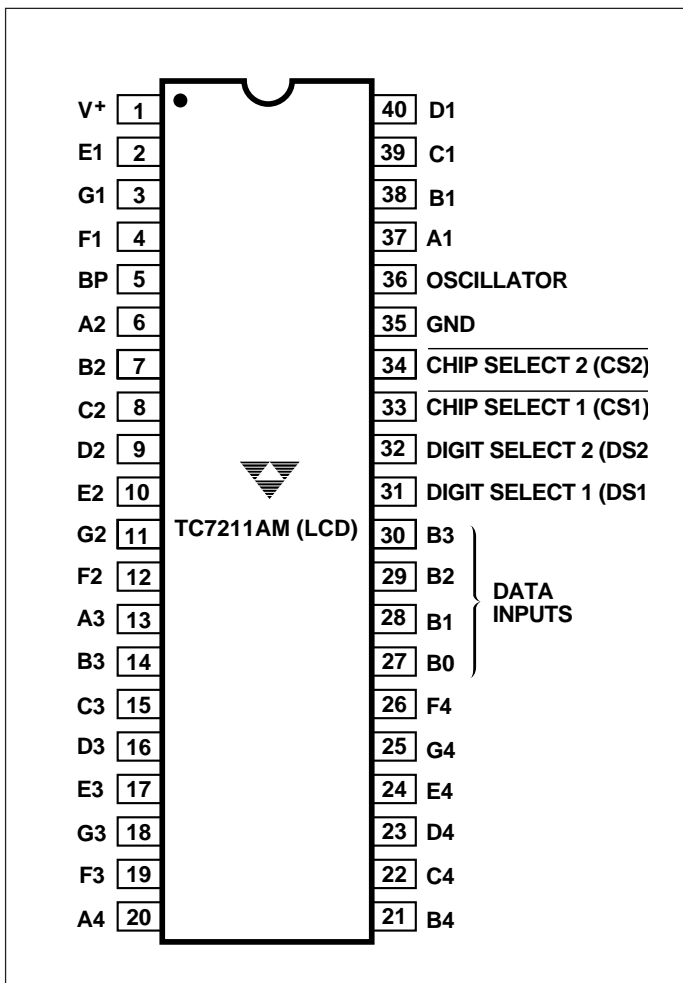 V+ 1 40 D1
E1 2 39 C1
G1 3 38 B1
F1 4 37 A1
BP 5 36 OSCILLATOR
A2 6 35 GND
B2 7 34 CHIP SELECT 2 (CS2)
C2 8 33 CHIP SELECT 1 (CS1)
D2 9 32 DIGIT SELECT 2 (DS2
E2 10 31 DIGIT SELECT 1 (DS1
G2 11 TC7211AM (LCD) 30 B3
F2 12 29 B2
DATA
INPUTS
A3 13 28 B1
B3 14 27 B0
C3 15 26 F4
D3 16 25 G4
E3 17 24 E4
G3 18 23 D4
F3 19 22 C4
A4 20 21 B4